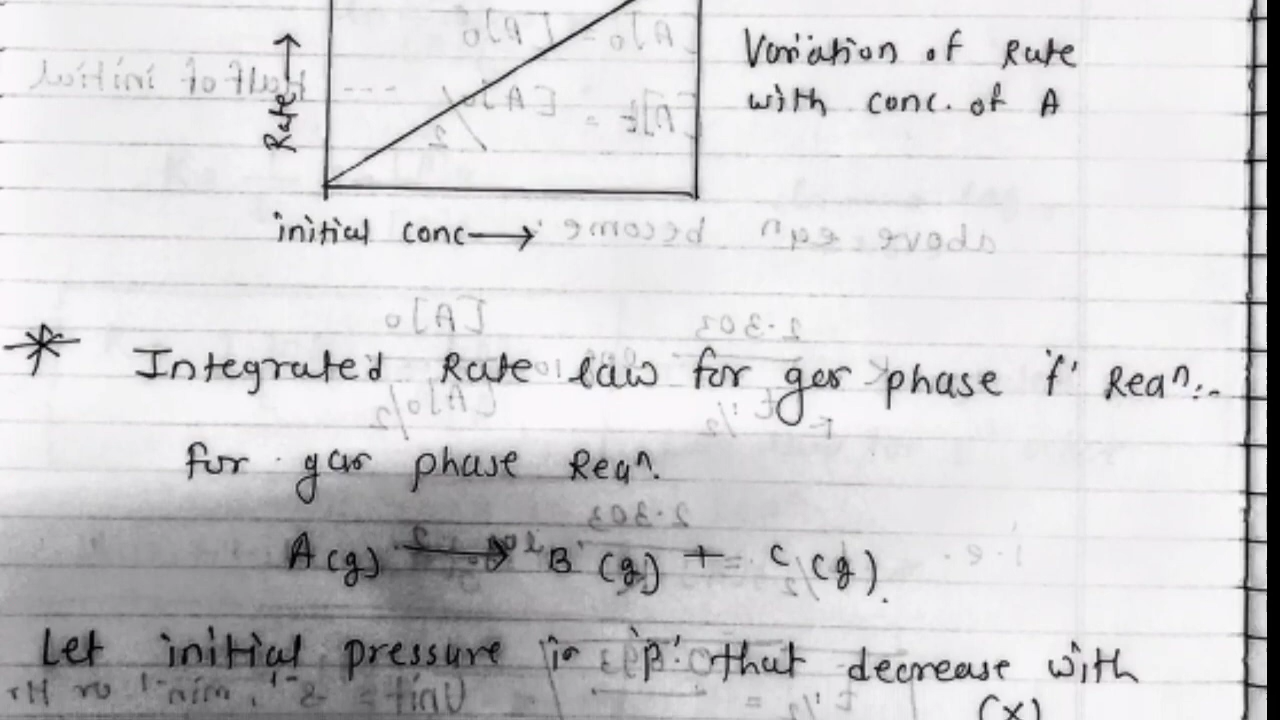 Variation of Rate
with conc. of A
Rate →
initial conc →
* Integrated Rate law for gas phase 1' Reaⁿ:-
for gas phase Reaⁿ.
A(g) → B(g) + C(g).
Let initial pressure is 'p' that decrease with
(x)